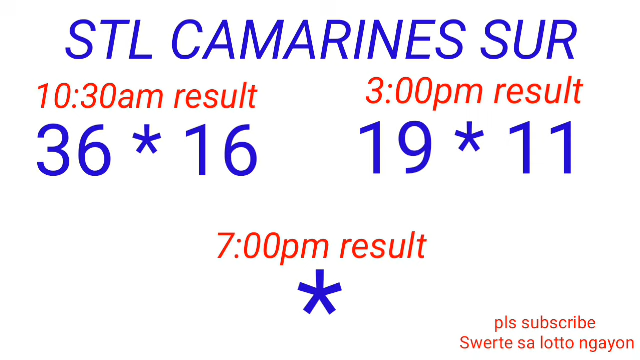 STL CAMARINES SUR
10:30am result
3:00pm result
36 * 16
19 * 11
7:00pm result
*
pls subscribe
Swerte sa lotto ngayon